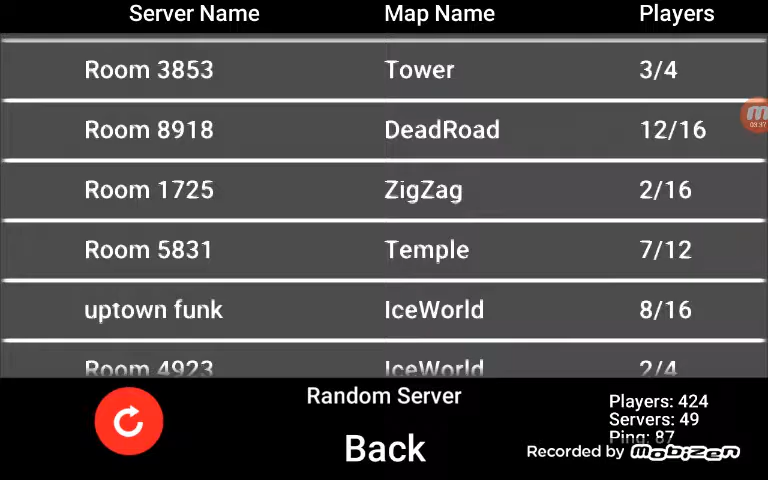 Server Name Map Name Players
Room 3853 Tower 3/4
Room 8918 DeadRoad 12/16
03:37
Room 1725 ZigZag 2/16
Room 5831 Temple 7/12
uptown funk IceWorld 8/16
Room 4923 IceWorld 2/4
Random Server
Players: 424
Servers: 49
Ping: 87
Back
Recorded by Mobizen